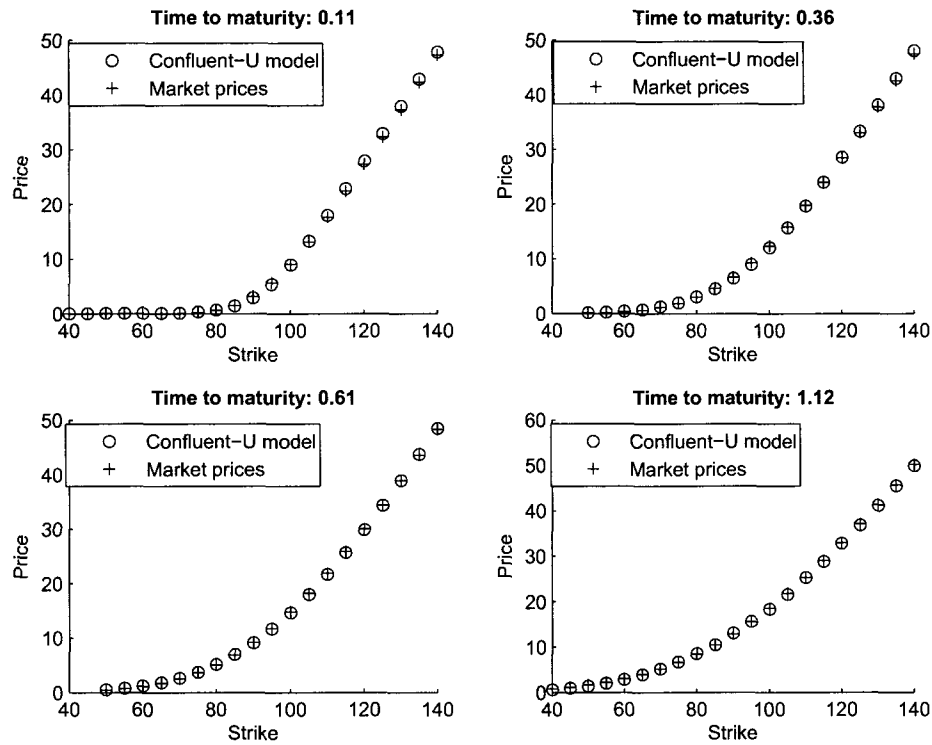 Time to maturity: 0.11
50
40
30
20
10
0
Price
Confluent-U model
Market prices
40 60 80 100 120 140
Strike
Time to maturity: 0.36
50
40
30
20
10
0
Price
Confluent-U model
Market prices
40 60 80 100 120 140
Strike
Time to maturity: 0.61
50
40
30
20
10
0
Price
Confluent-U model
Market prices
40 60 80 100 120 140
Strike
Time to maturity: 1.12
60
50
40
30
20
10
0
Price
Confluent-U model
Market prices
40 60 80 100 120 140
Strike